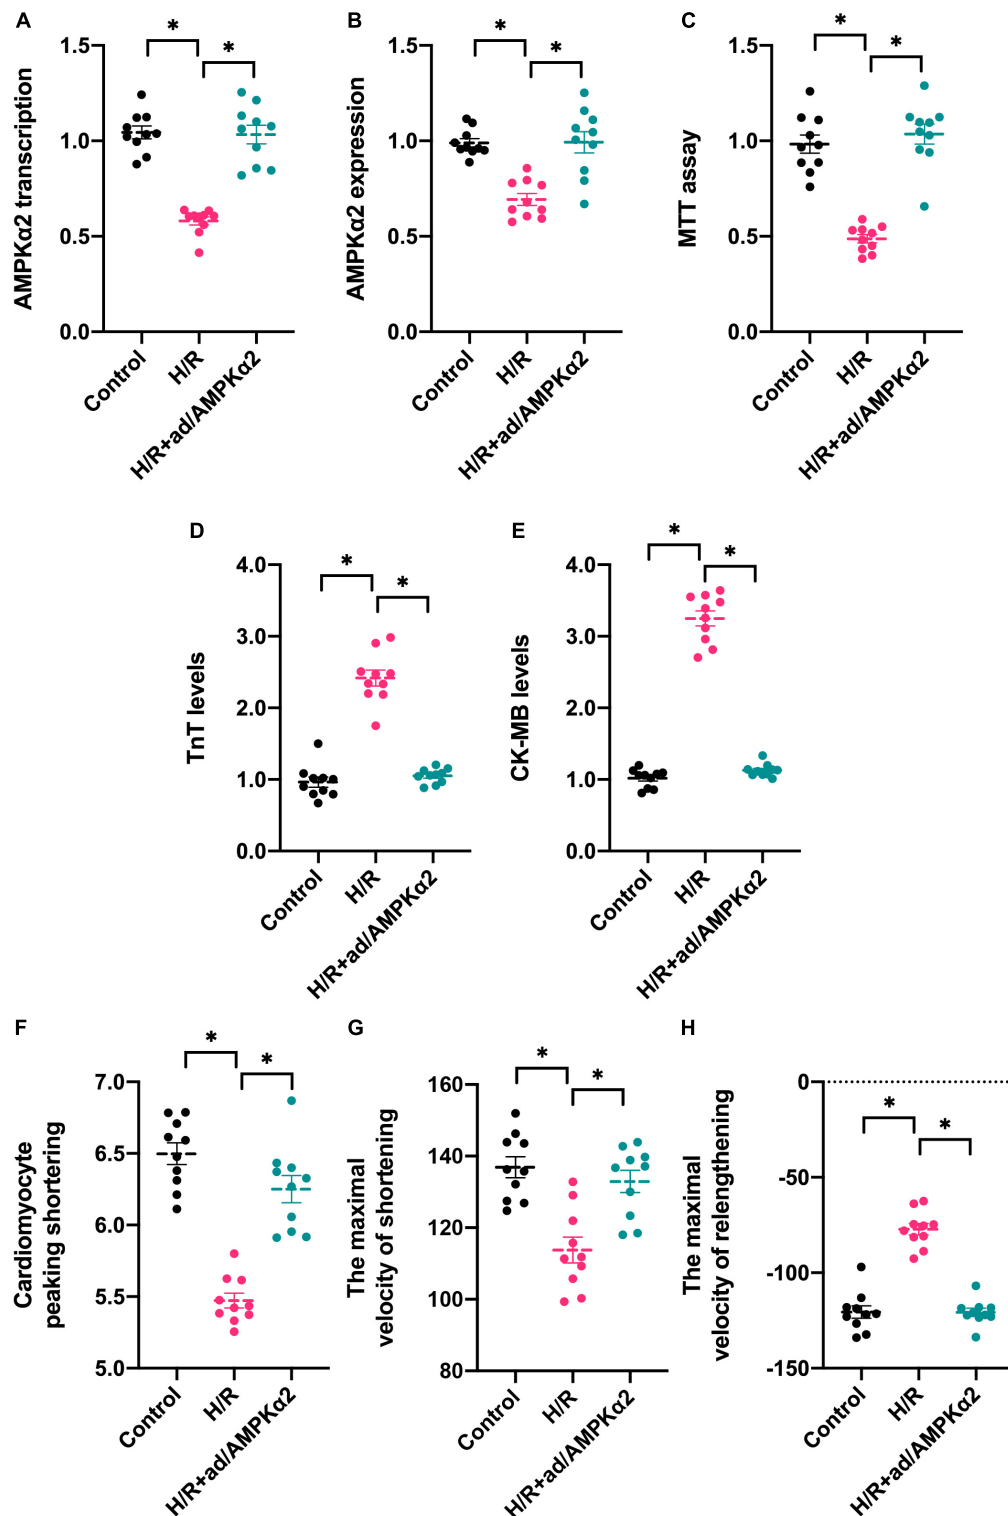 A
B
C
*
*
*
*
*
*
1.5
1.0
0.5
0.0
AMPKα2 transcription
Control
H/R
H/R+ad/AMPKα2
1.5
1.0
0.5
0.0
AMPKα2 expression
Control
H/R
H/R+ad/AMPKα2
1.5
1.0
0.5
0.0
MTT assay
Control
H/R
H/R+ad/AMPKα2
D
E
*
*
*
*
4.0
3.0
2.0
1.0
0.0
TnT levels
Control
H/R
H/R+ad/AMPKα2
4.0
3.0
2.0
1.0
0.0
CK-MB levels
Control
H/R
H/R+ad/AMPKα2
F
G
H
*
*
*
*
*
*
7.0
6.5
6.0
5.5
5.0
Cardiomyocyte
peaking shortering
Control
H/R
H/R+ad/AMPKα2
160
140
120
100
80
The maximal
velocity of shortening
Control
H/R
H/R+ad/AMPKα2
0
-50
-100
-150
The maximal
velocity of relengthening
Control
H/R
H/R+ad/AMPKα2